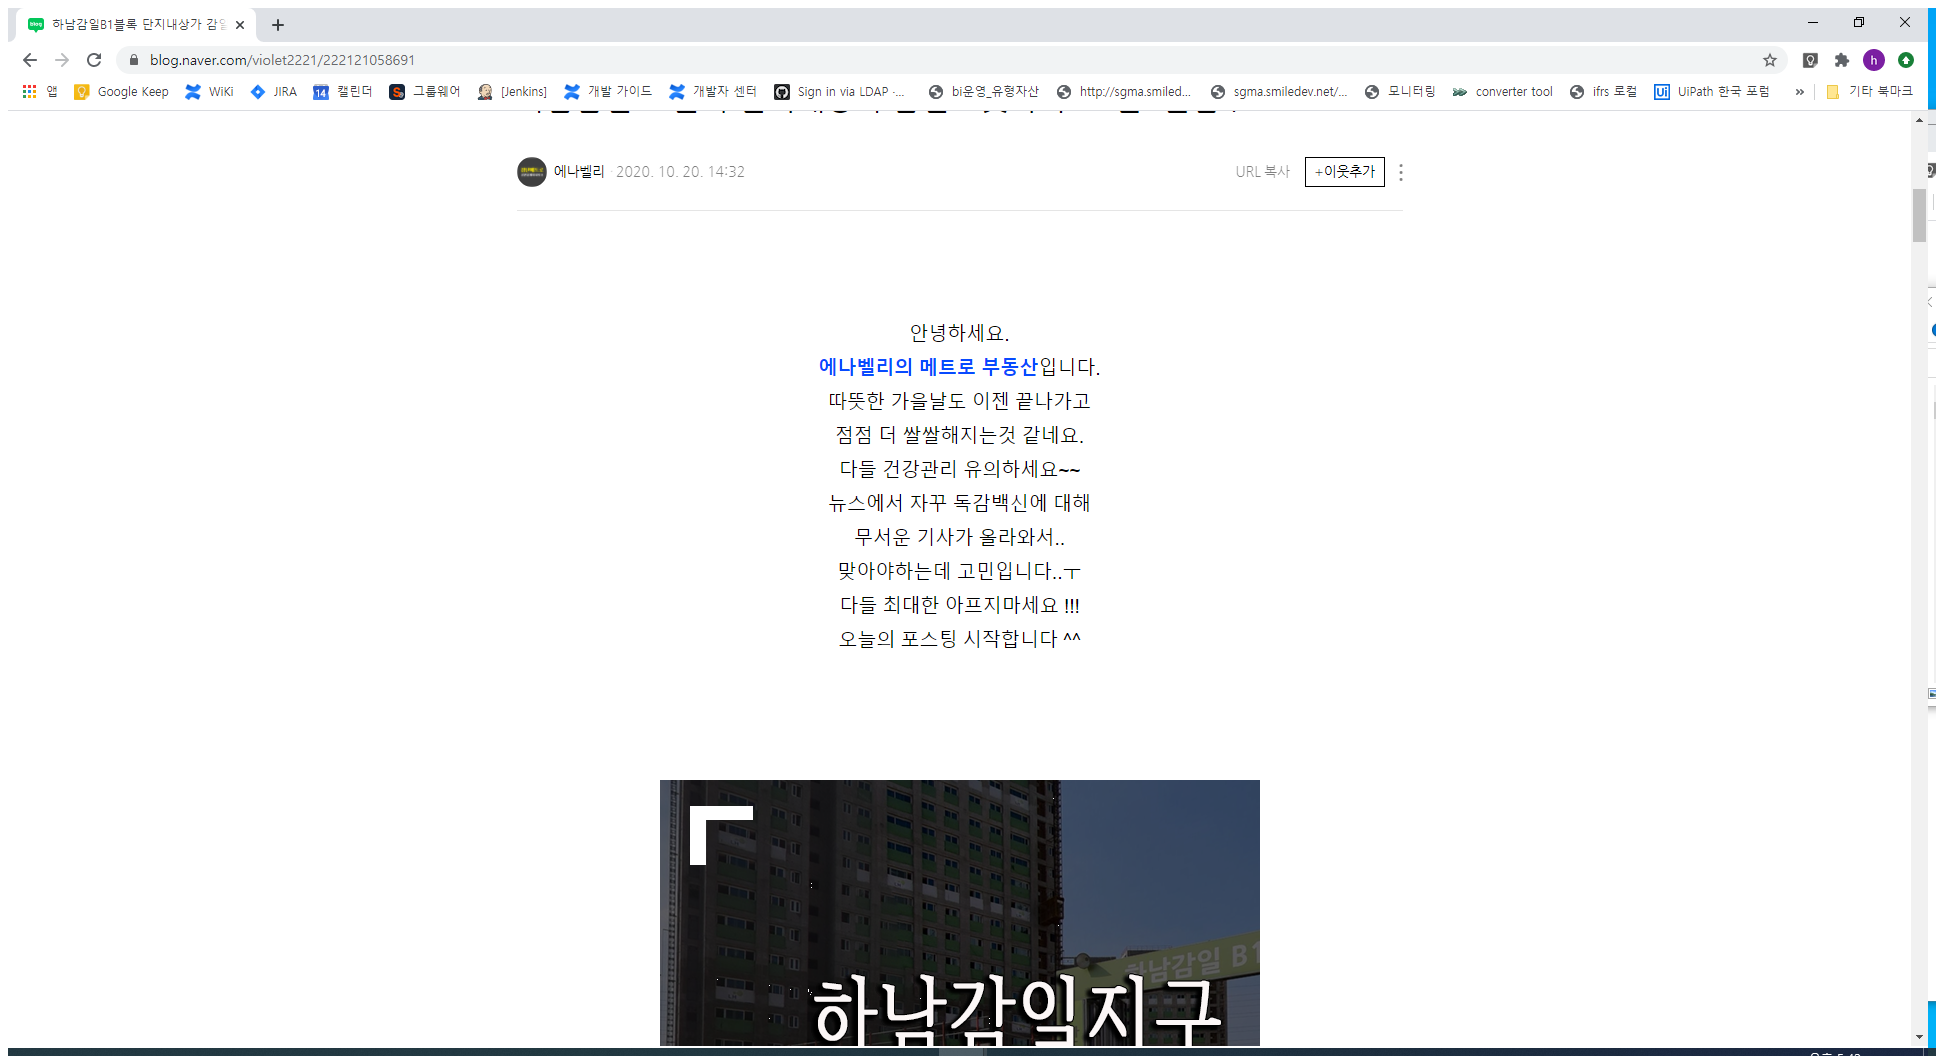 하남감일B1블록 단지내상가 감일
blog.naver.com/violet2221/222121058691
h
앱
Google Keep
WiKi
JIRA
14
캘린더
그룹웨어
[Jenkins]
개발 가이드
개발자 센터
Sign in via LDAP -...
bi운영_유형자산
http://sgma.smiled...
sgma.smiledev.net/...
모니터링
converter tool
ifrs 로컬
Ui
UiPath 한국 포럼
»
기타 북마크
에나벨리 · 2020. 10. 20. 14:32
URL 복사
+이웃추가
안녕하세요.
에나벨리의 메트로 부동산입니다.
따뜻한 가을날도 이젠 끝나가고
점점 더 쌀쌀해지는것 같네요.
다들 건강관리 유의하세요~~
뉴스에서 자꾸 독감백신에 대해
무서운 기사가 올라와서..
맞아야하는데 고민입니다..ㅜ
다들 최대한 아프지마세요 !!!
오늘의 포스팅 시작합니다 ^^
하남감일 B1
하남감일지구